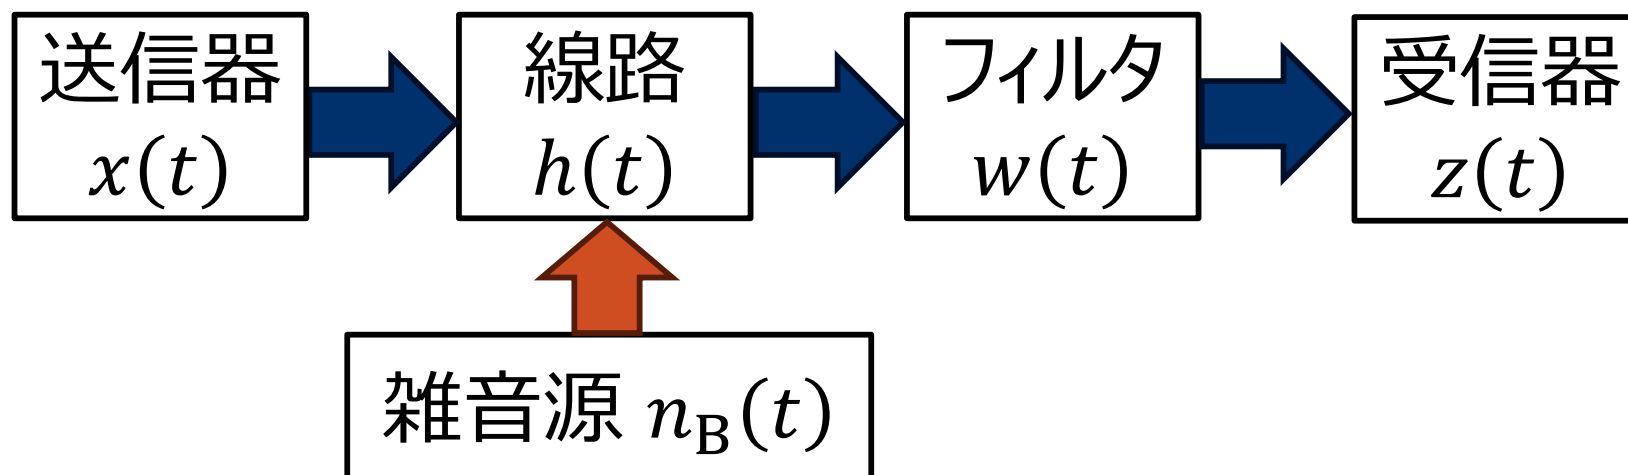 送信器
x(t)
線路
h(t)
フィルタ
w(t)
受信器
z(t)
雑音源 n_B(t)